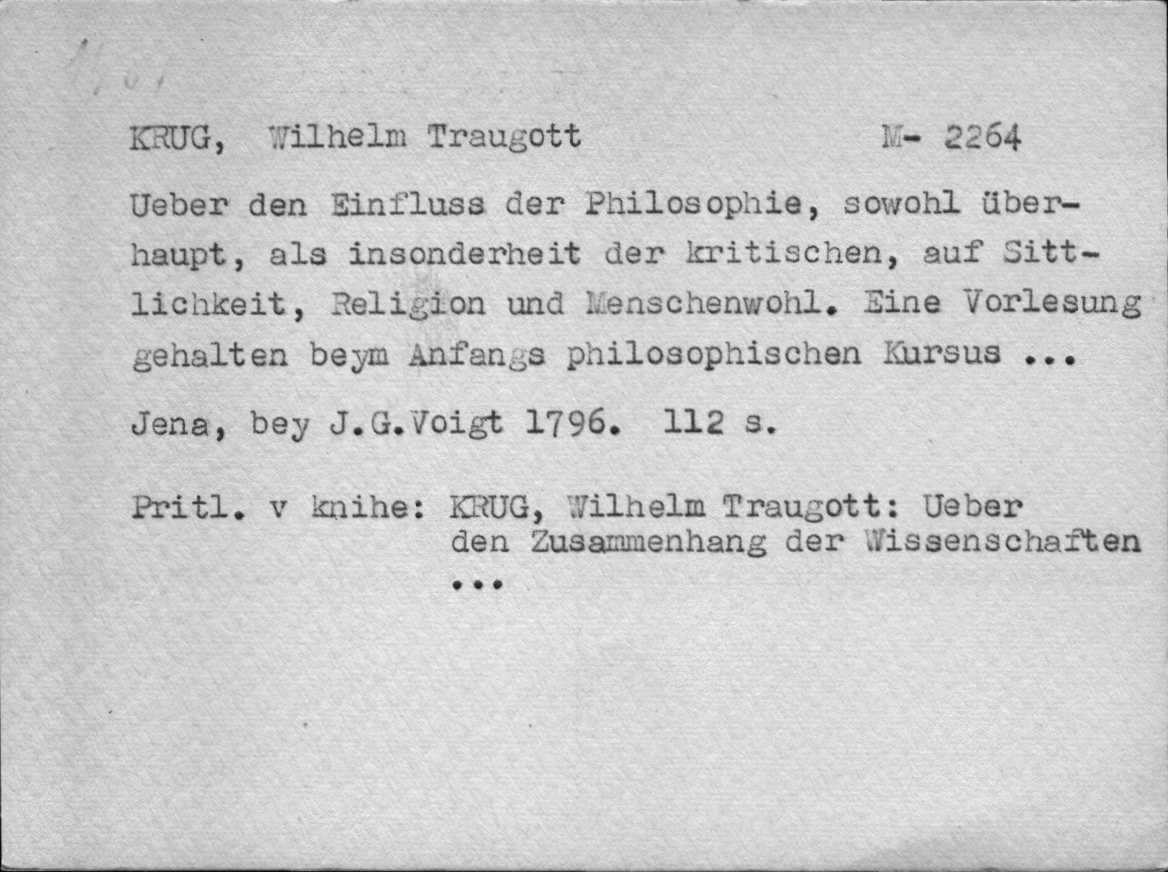 KRUG, Wilhelm Traugott M- 2264
Ueber den Einfluss der Philosophie, sowohl über-
haupt, als insonderheit der kritischen, auf Sitt-
lichkeit, Religion und Menschenwohl. Eine Vorlesung
gehalten beym Anfangs philosophischen Kursus ...
Jena, bey J.G.Voigt 1796. 112 s.
Pritl. v knihe: KRUG, Wilhelm Traugott: Ueber
den Zusammenhang der Wissenschaften
...